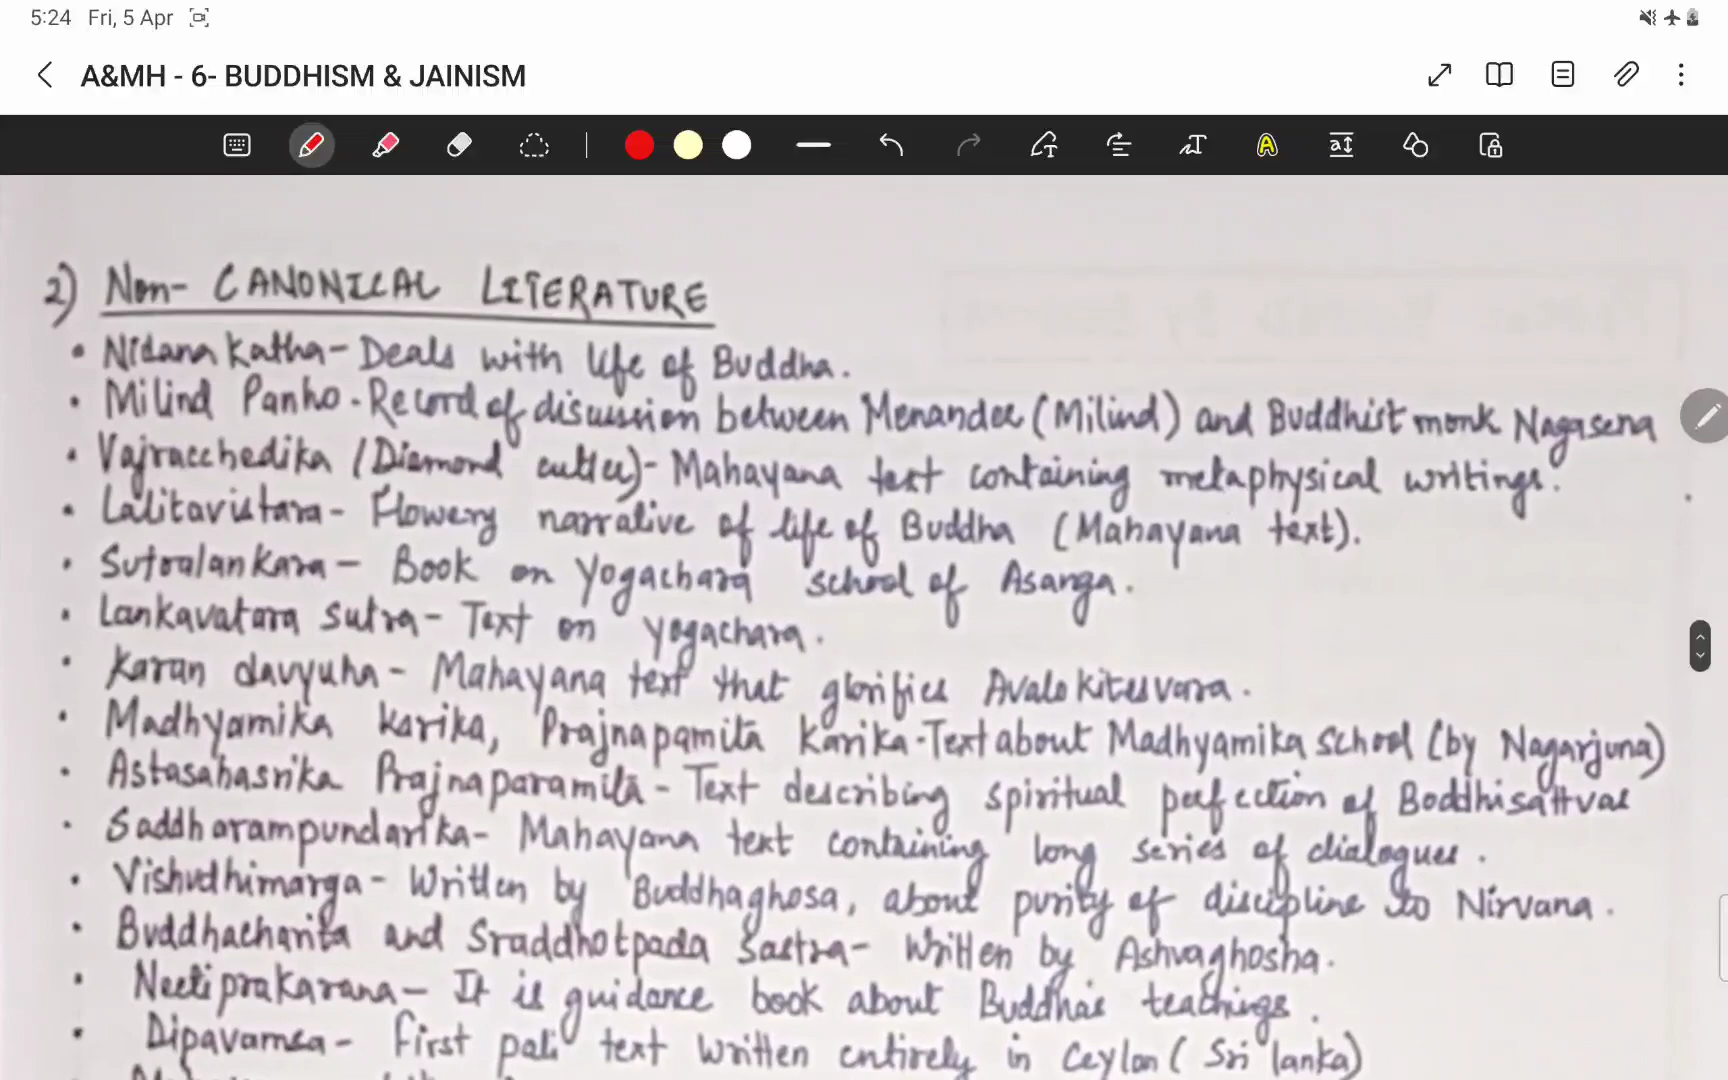 5:24 Fri, 5 Apr
A&MH - 6- BUDDHISM & JAINISM
2) Non- CANONICAL LITERATURE
• Nidana Katha - Deals with life of Buddha.
• Milind Panho - Record of discussion between Menander (Milind) and Buddhist monk Nagasena
• Vajracchedika (Diamond cutter) - Mahayana text containing metaphysical writings.
• Lalitavistara - Flowery narrative of life of Buddha (Mahayana text).
• Sutralankara - Book on Yogachara school of Asanga.
• Lankavatara Sutra - Text on yogachara.
• Karan davyuha - Mahayana text that glorifies Avalokitesvara.
• Madhyamika Karika, Prajnapamita Karika - Text about Madhyamika School (by Nagarjuna)
• Astasahasrika Prajnaparamita - Text describing spiritual perfection of Boddhisattvas
• Saddharampundarika - Mahayana text containing long series of dialogues.
• Vishudhimarga - Written by Buddhaghosa, about purity of discipline to Nirvana.
• Buddhacharita and Sraddhotpada Sastra - Written by Ashvaghosha.
• Neetiprakarana - It is guidance book about Buddha's teachings.
• Dipavamsa - First pali text written entirely in Ceylon (Sri lanka)